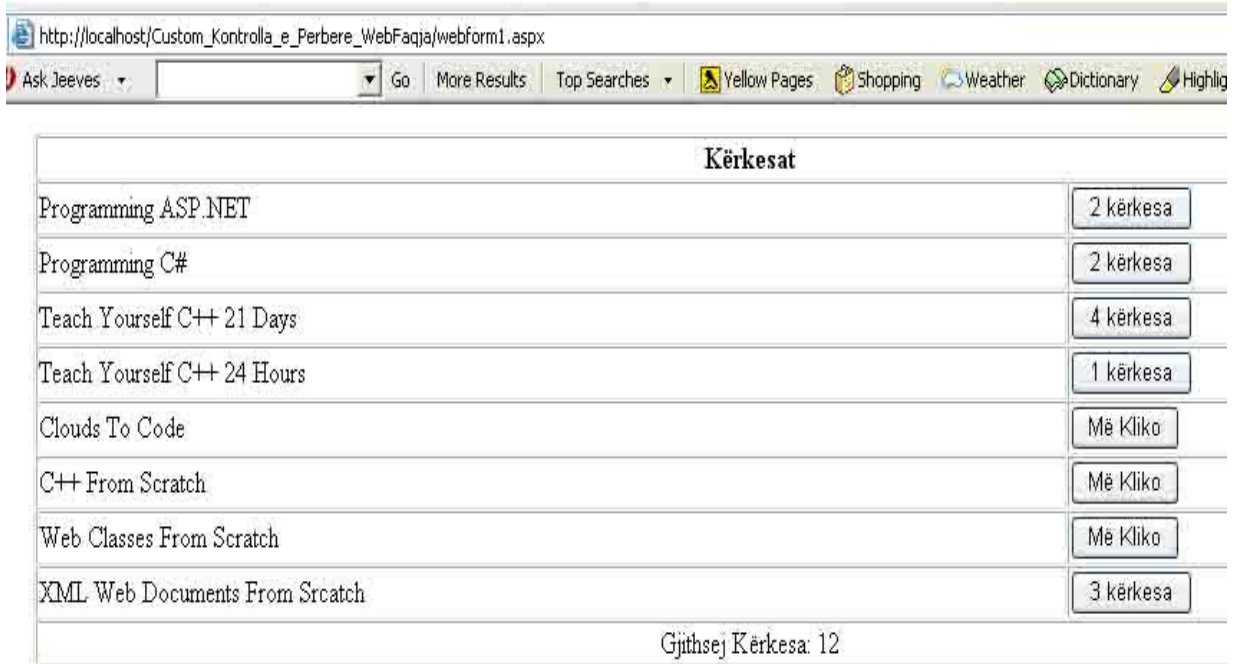 http://localhost/Custom_Kontrolla_e_Perbere_WebFaqja/webform1.aspx
Ask Jeeves Go More Results Top Searches Yellow Pages Shopping Weather Dictionary Highlig
Kërkesat
Programming ASP.NET 2 kërkesa
Programming C# 2 kërkesa
Teach Yourself C++ 21 Days 4 kërkesa
Teach Yourself C++ 24 Hours 1 kërkesa
Clouds To Code Më Kliko
C++ From Scratch Më Kliko
Web Classes From Scratch Më Kliko
XML Web Documents From Srcatch 3 kërkesa
Gjithsej Kërkesa: 12